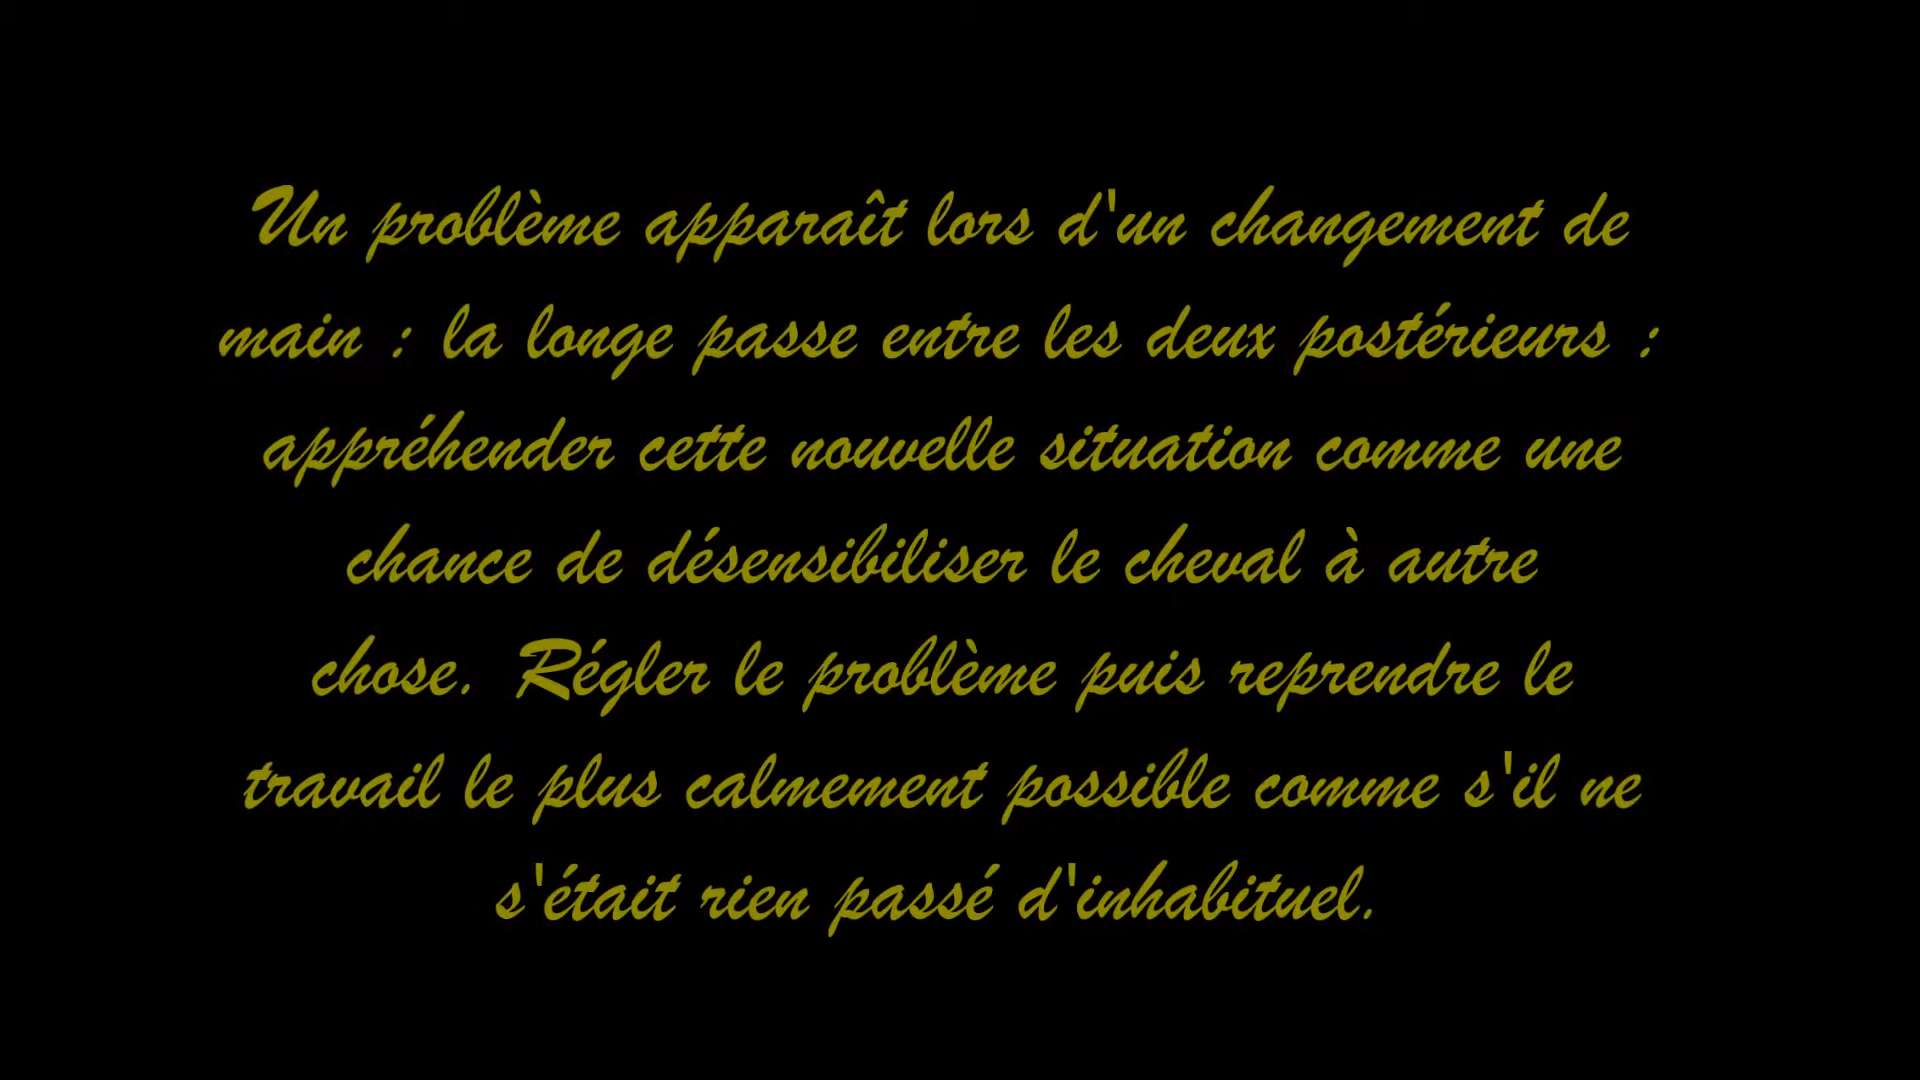 Un problème apparaît lors d'un changement de
main : la longe passe entre les deux postérieurs :
appréhender cette nouvelle situation comme une
chance de désensibiliser le cheval à autre
chose. Régler le problème puis reprendre le
travail le plus calmement possible comme s'il ne
s'était rien passé d'inhabituel.